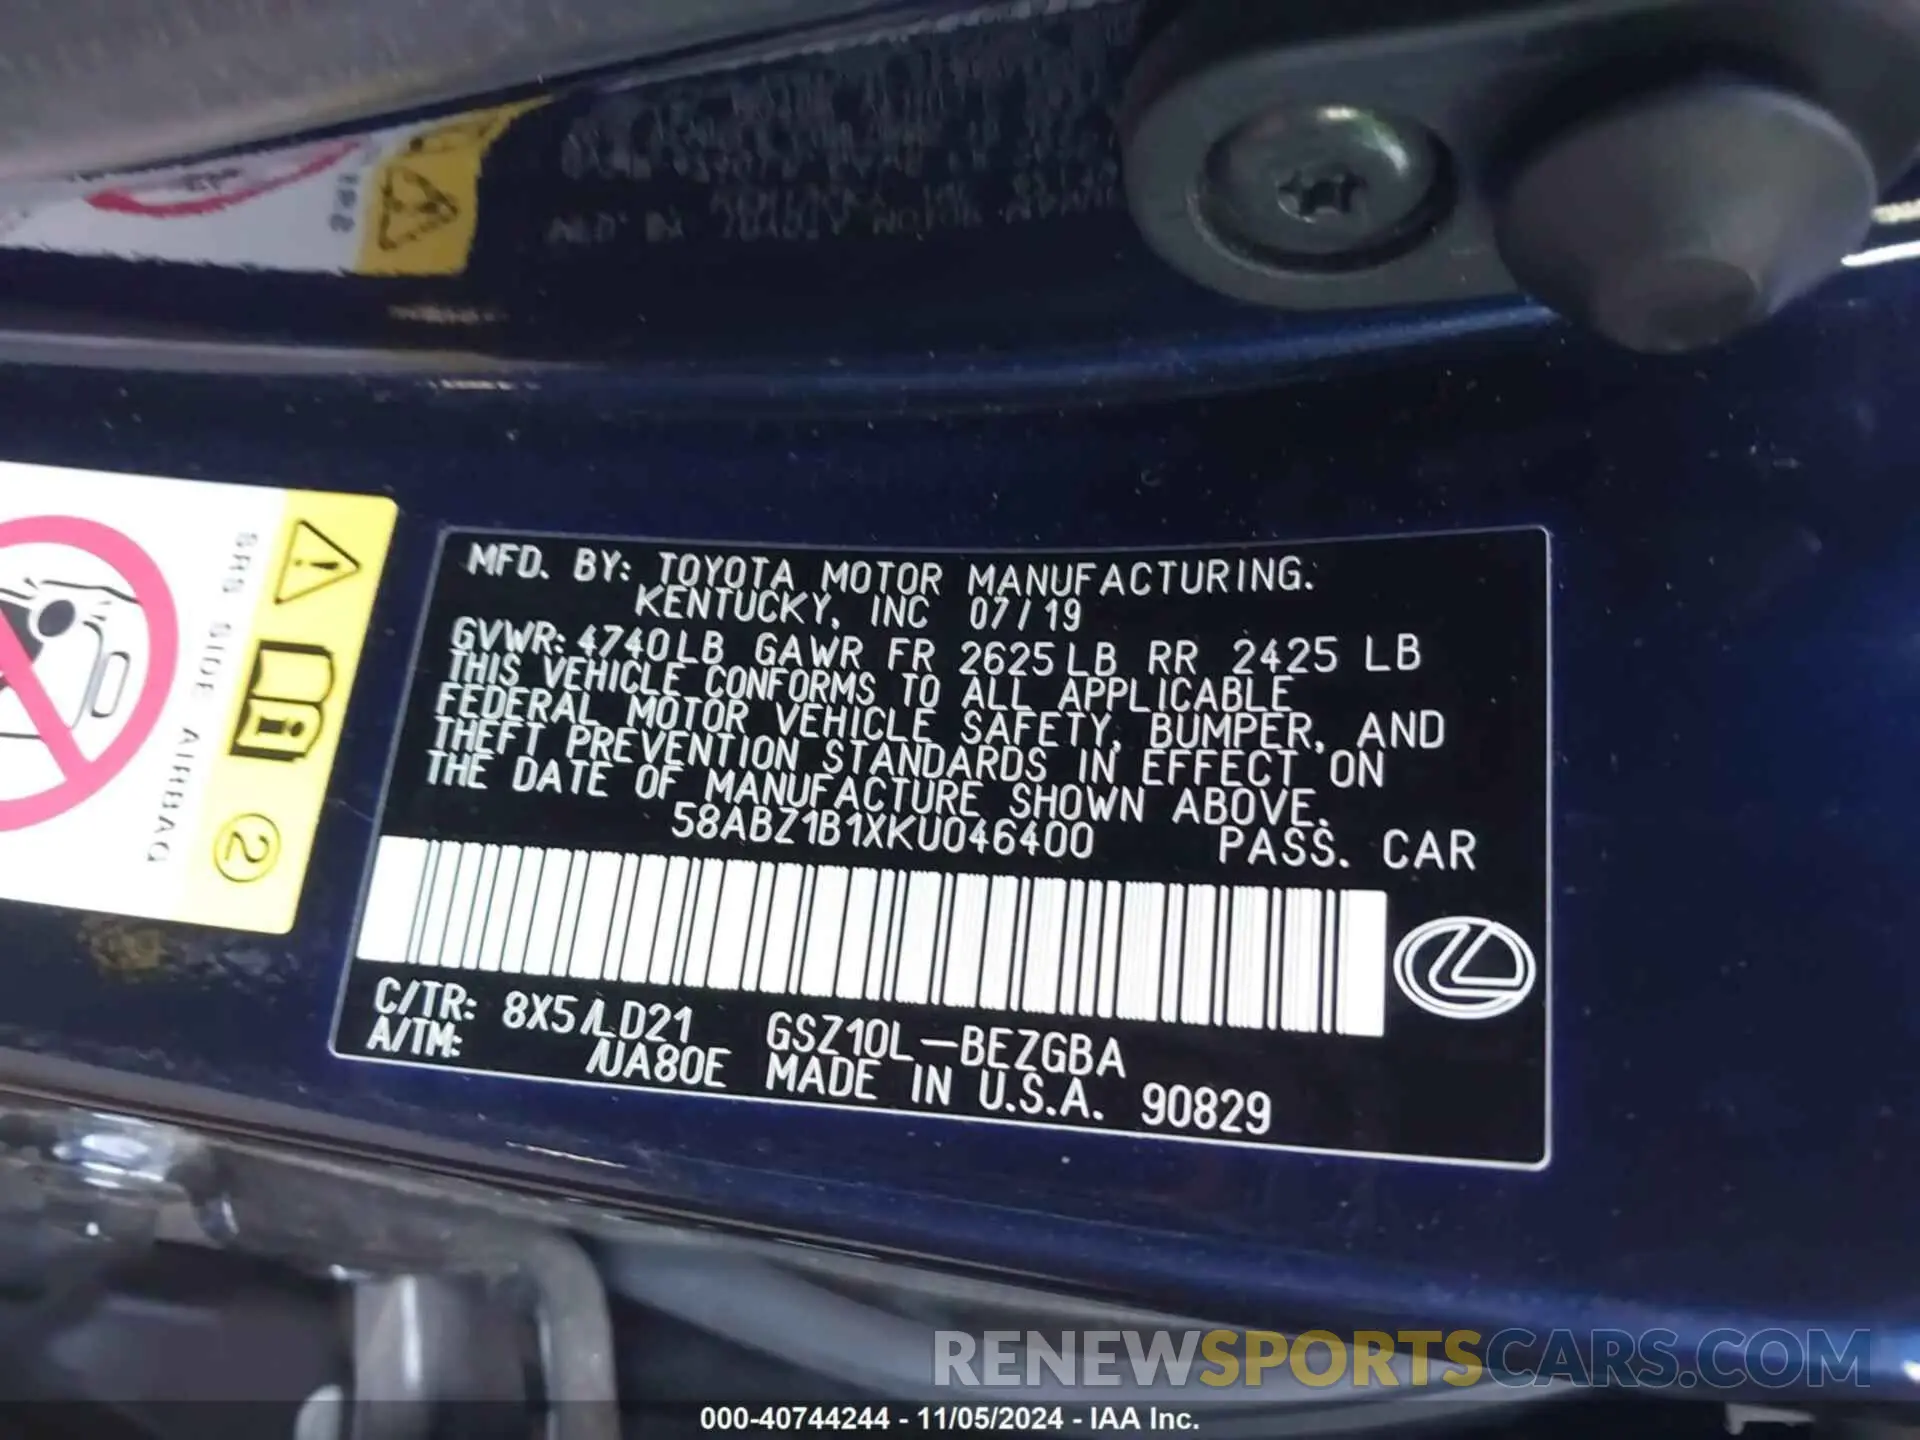 SRS SIDE AIRBAG
2
MFD. BY: TOYOTA MOTOR MANUFACTURING.
KENTUCKY, INC 07/19
GVWR: 4740LB GAWR FR 2625LB RR 2425 LB
THIS VEHICLE CONFORMS TO ALL APPLICABLE
FEDERAL MOTOR VEHICLE SAFETY, BUMPER, AND
THEFT PREVENTION STANDARDS IN EFFECT ON
THE DATE OF MANUFACTURE SHOWN ABOVE.
58ABZ1B1XKU046400 PASS. CAR
C/TR: 8X5/LD21 GSZ10L-BEZGBA
A/TM: /UA80E MADE IN U.S.A. 90829
RENEWSPORTSCARS.COM
000-40744244 - 11/05/2024 - IAA Inc.